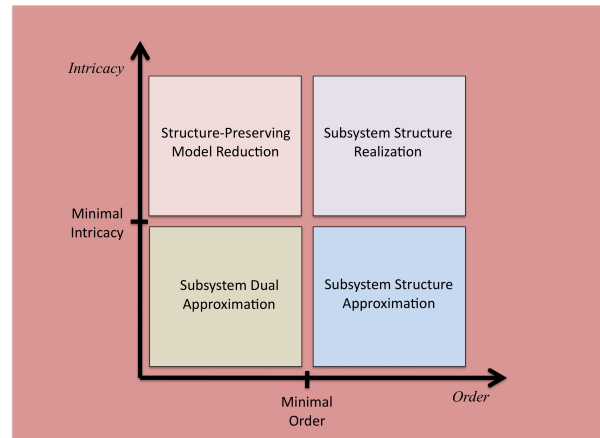 Intricacy
Structure-Preserving
Model Reduction
Subsystem Structure
Realization
Minimal
Intricacy
Subsystem Dual
Approximation
Subsystem Structure
Approximation
Minimal
Order
Order